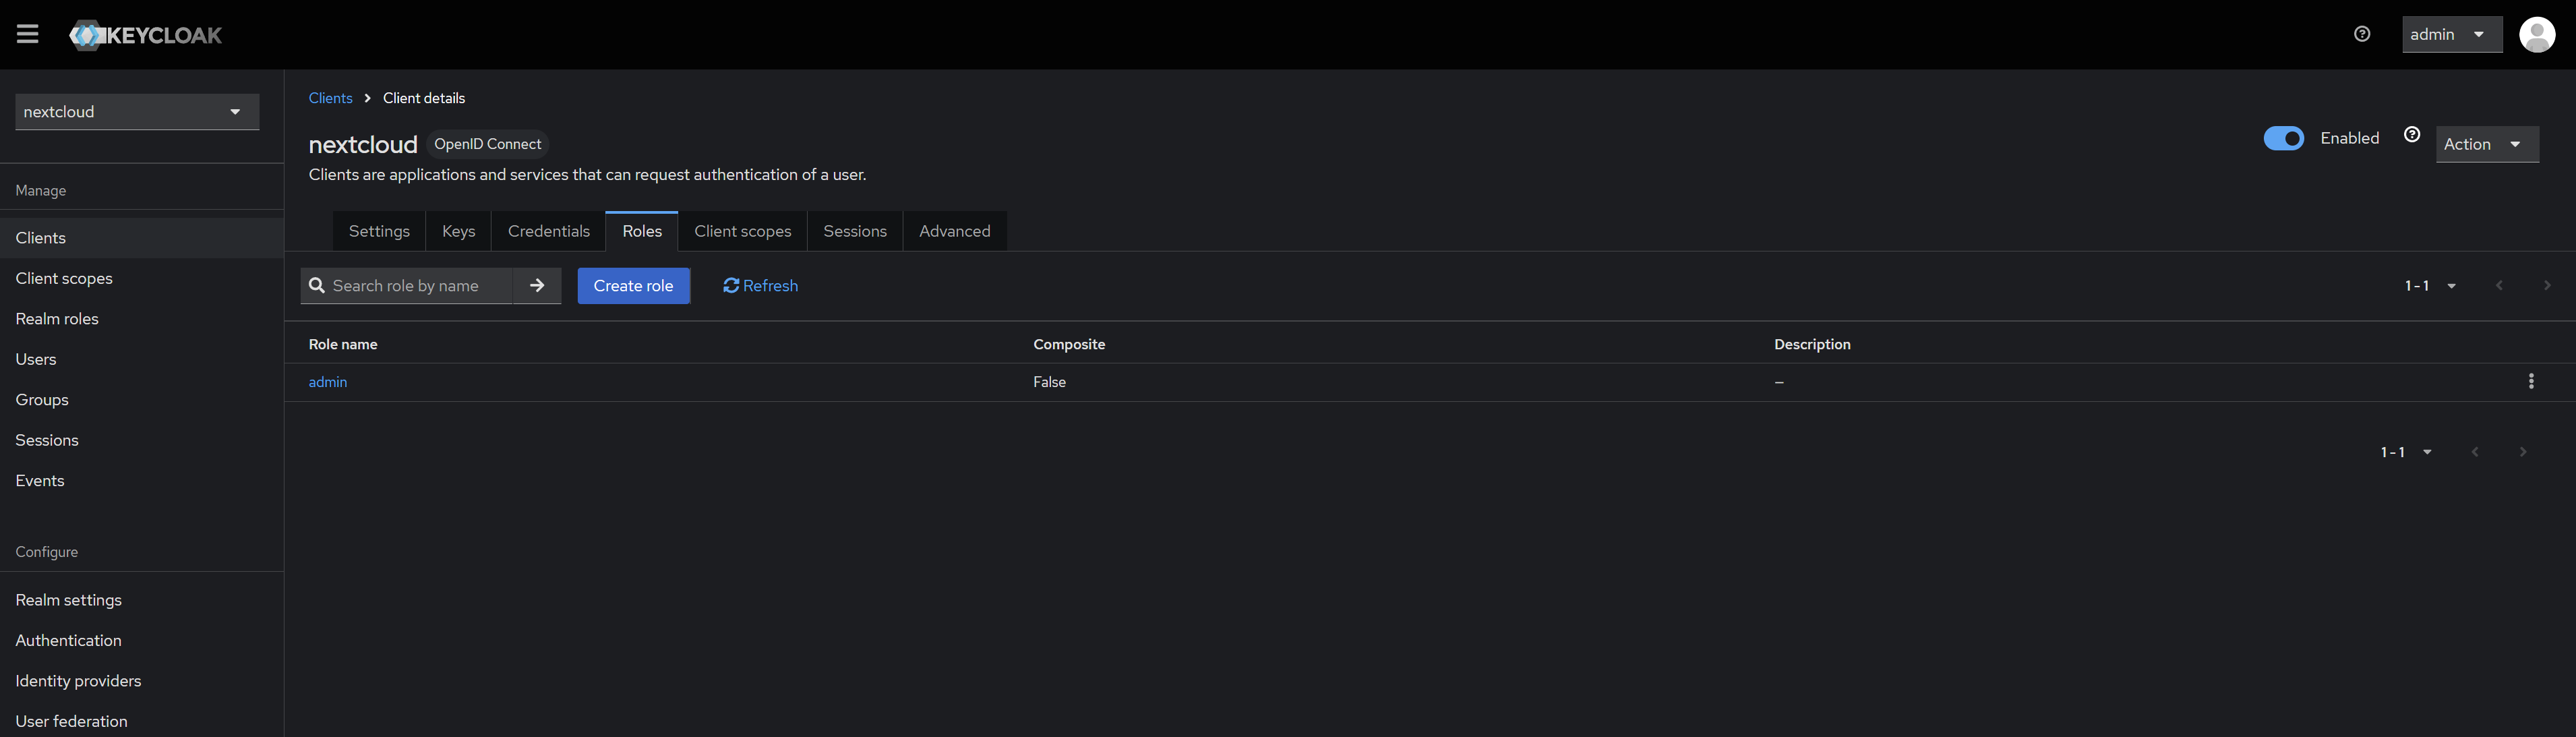 KEYCLOAK
admin
nextcloud
Manage
Clients
Client scopes
Realm roles
Users
Groups
Sessions
Events
Configure
Realm settings
Authentication
Identity providers
User federation
Clients > Client details
nextcloud OpenID Connect
Enabled
Action
Clients are applications and services that can request authentication of a user.
Settings Keys Credentials Roles Client scopes Sessions Advanced
Search role by name Create role Refresh 1 - 1
Role name Composite Description
admin False —
1 - 1